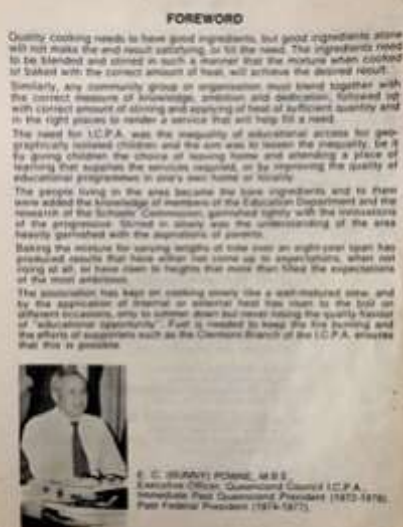 FOREWORD
Quality cooking needs to have good ingredients, but good ingredients alone
will not make the end result satisfying, or fill the need. The ingredients need
to be blended and stirred in such a manner that the mixture when cooked
or baked with the correct amount of heat, will achieve the desired result.
Similarly, any community group or organisation must blend together with
the correct measure of knowledge, ambition and dedication, followed up
with correct amount of stirring and applying of heat of sufficient quantity and
in the right places to render a service that will help fill a need.
The need for I.C.P.A. was the inequality of educational access for geo-
graphically isolated children and the aim was to lessen the inequality, be it
by giving children the choice of leaving home and attending a place of
learning that supplies the services required, or by improving the quality of
educational programmes in one's own home or locality.
The people living in the area became the base ingredients and to them
were added the knowledge of members of the Education Department and the
research of the Schools' Commission, garnished lightly with the innovations
of the progressive. Stirred in slowly was the understanding of the area
heavily garnished with the aspirations of parents.
Baking the mixture for varying lengths of time over an eight-year span has
produced results that have either not come up to expectations, when not
rising at all, or have risen to heights that more than filled the expectations
of the most ambitious.
The association has kept on cooking slowly like a well-matured stew, and
by the application of internal or external heat has risen to the boil on
different occasions, only to simmer down but never losing the quality flavour
of "educational opportunity". Fuel is needed to keep the fire burning and
the efforts of supporters such as the Clermont Branch of the I.C.P.A. ensures
that this is possible.
E. C. (BUNNY) POWNE, M.B.E.,
Executive Officer, Queensland Council I.C.P.A.,
Immediate Past Queensland President (1972-1978),
Past Federal President (1974-1977).